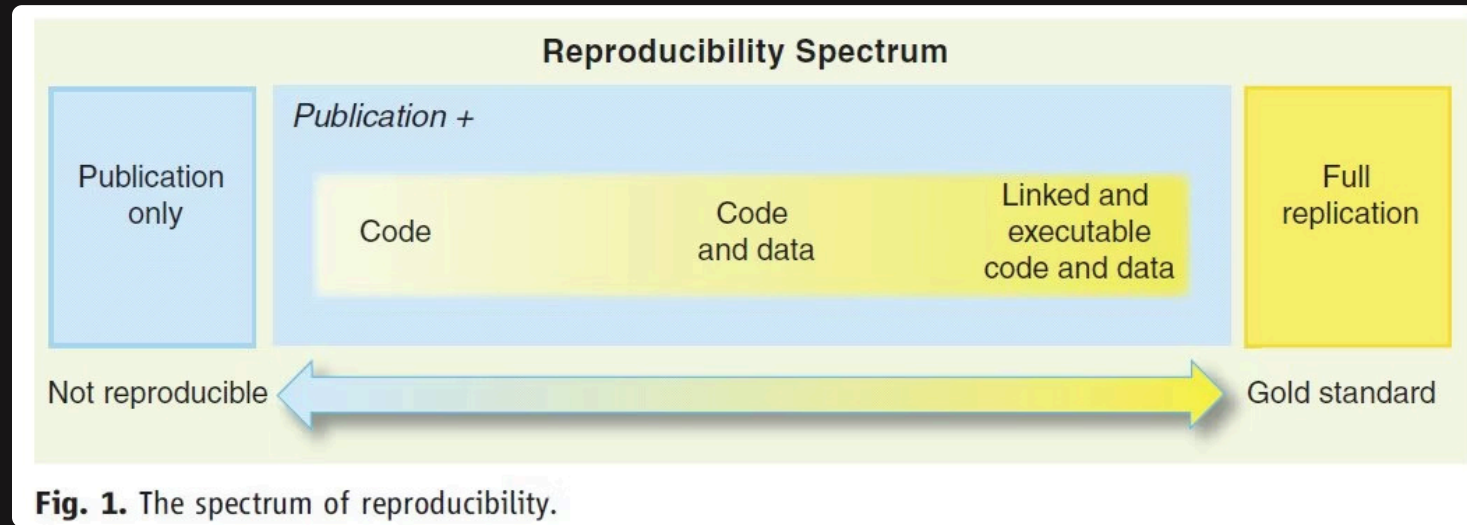 Reproducibility Spectrum
Publication
only
Publication +
Code
Code
and data
Linked and
executable
code and data
Full
replication
Not reproducible
Gold standard
Fig. 1. The spectrum of reproducibility.